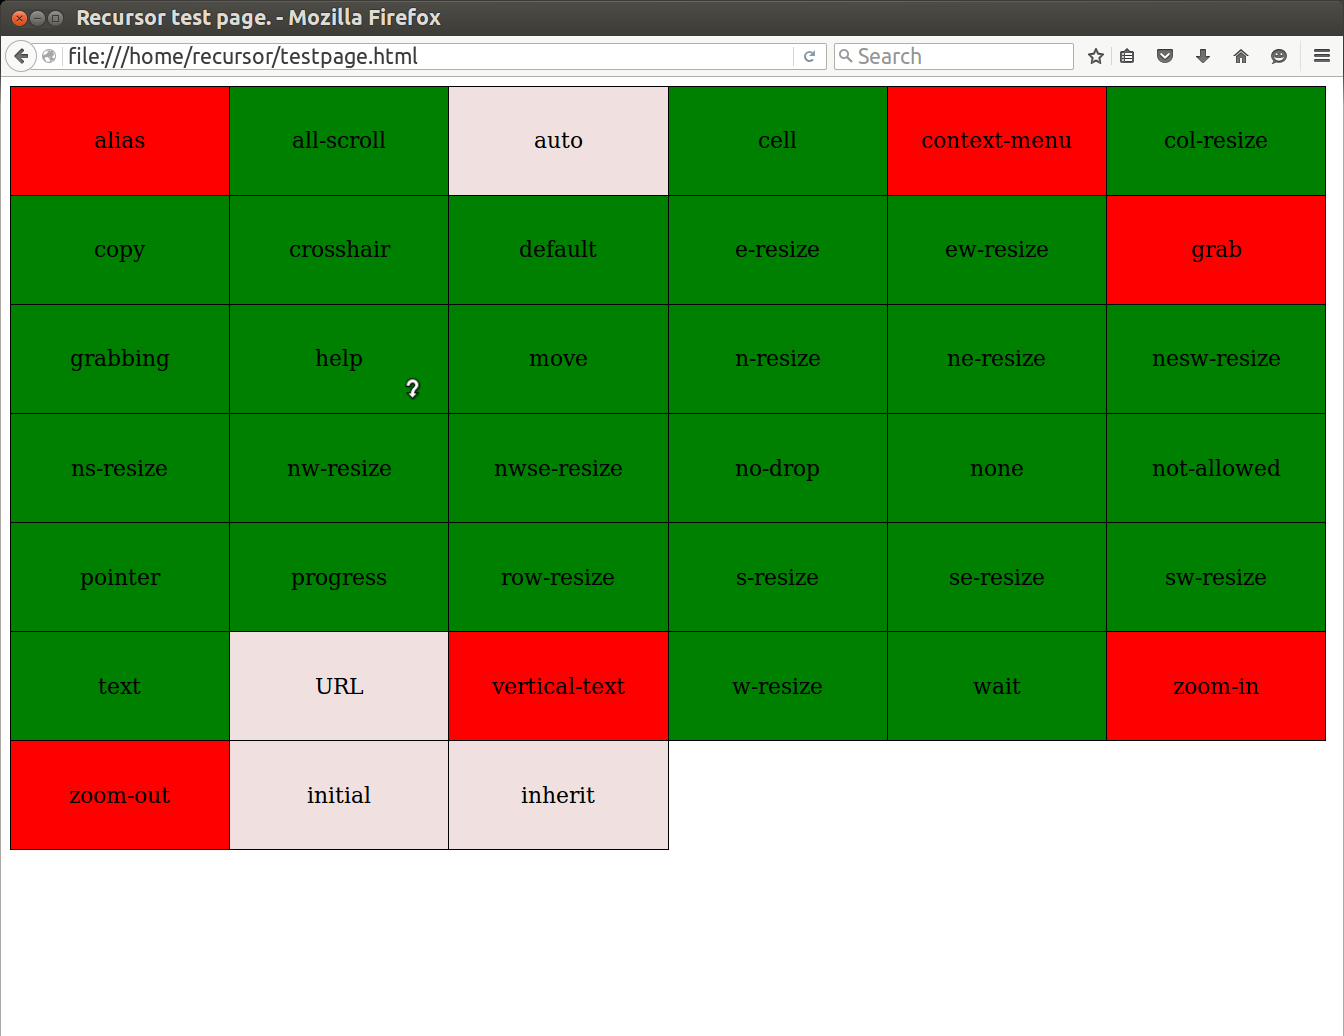 Recursor test page. - Mozilla Firefox
file:///home/recursor/testpage.html
Search
alias all-scroll auto cell context-menu col-resize
copy crosshair default e-resize ew-resize grab
grabbing help move n-resize ne-resize nesw-resize
ns-resize nw-resize nwse-resize no-drop none not-allowed
pointer progress row-resize s-resize se-resize sw-resize
text URL vertical-text w-resize wait zoom-in
zoom-out initial inherit